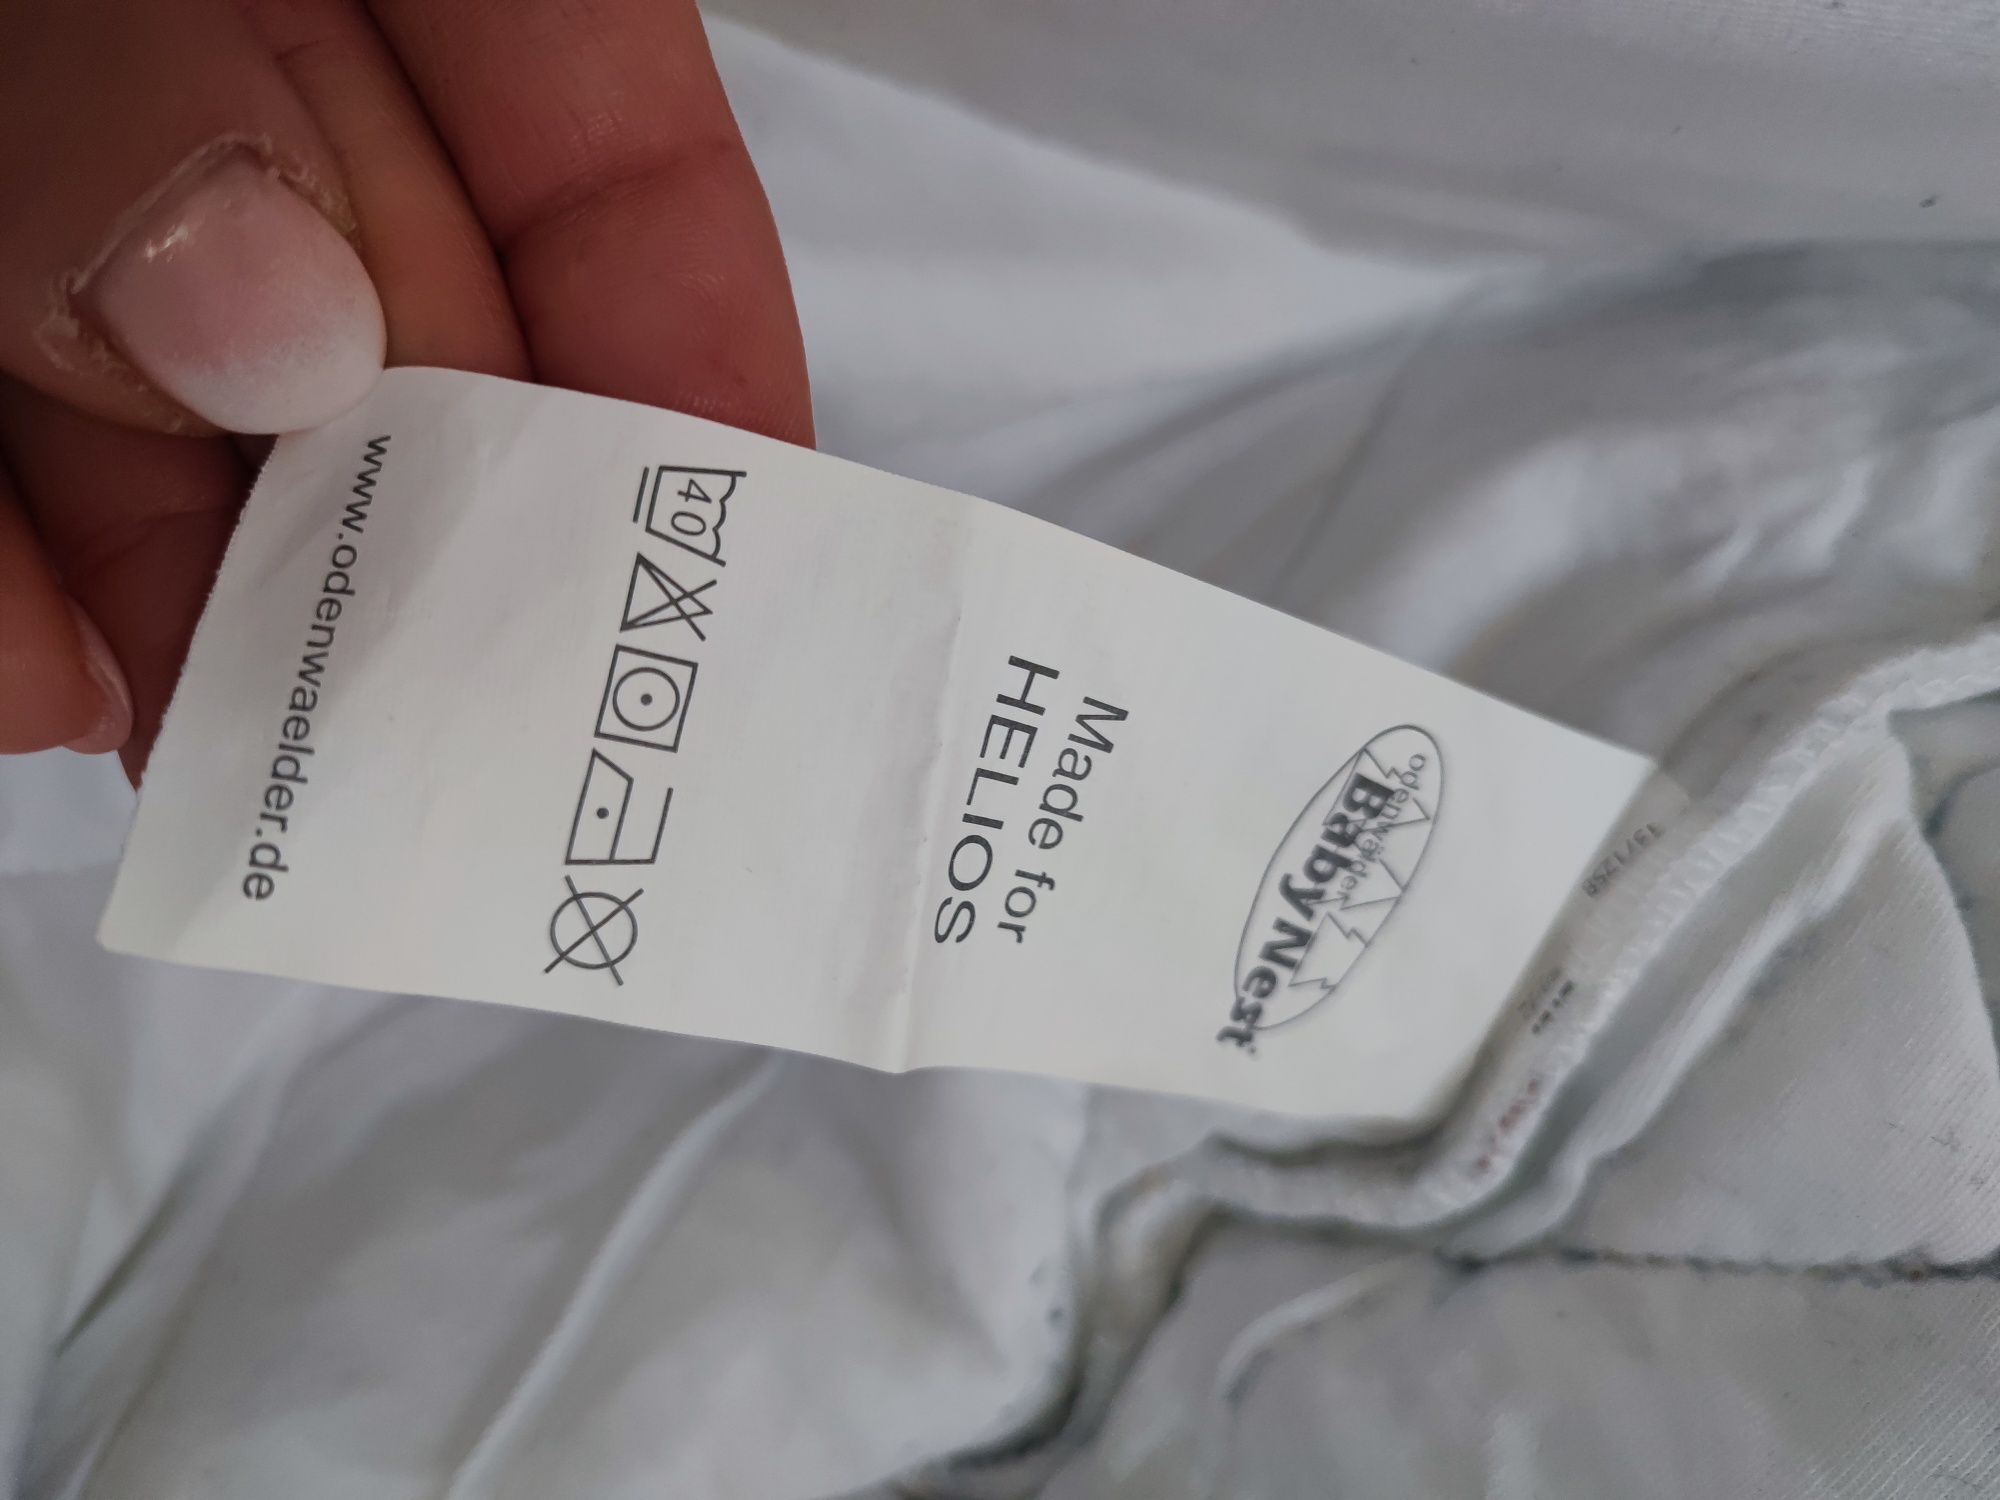 odenwälder
BabyNest
Made for
HELIOS
40
www.odenwaelder.de